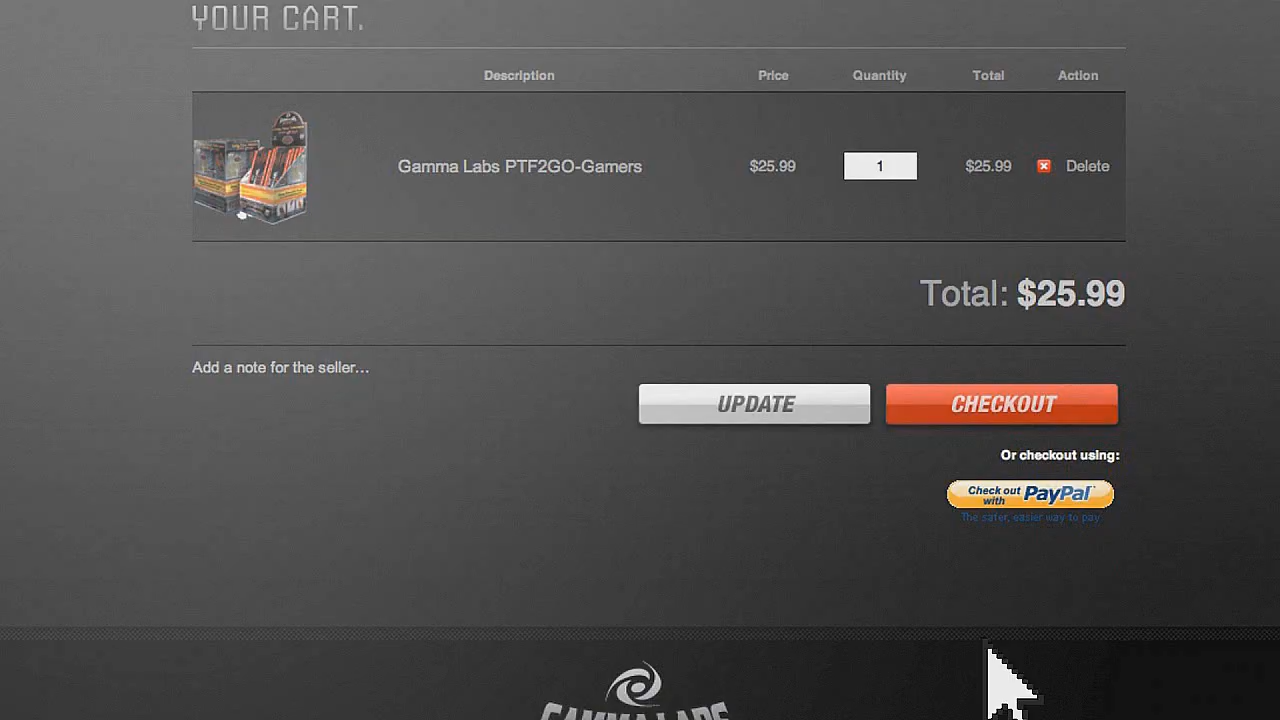 YOUR CART.
Description Price Quantity Total Action
Gamma Labs PTF2GO-Gamers $25.99 1 $25.99 Delete
Total: $25.99
Add a note for the seller...
UPDATE CHECKOUT
Or checkout using:
Check out with PayPal
The safer, easier way to pay
GAMMA LABS